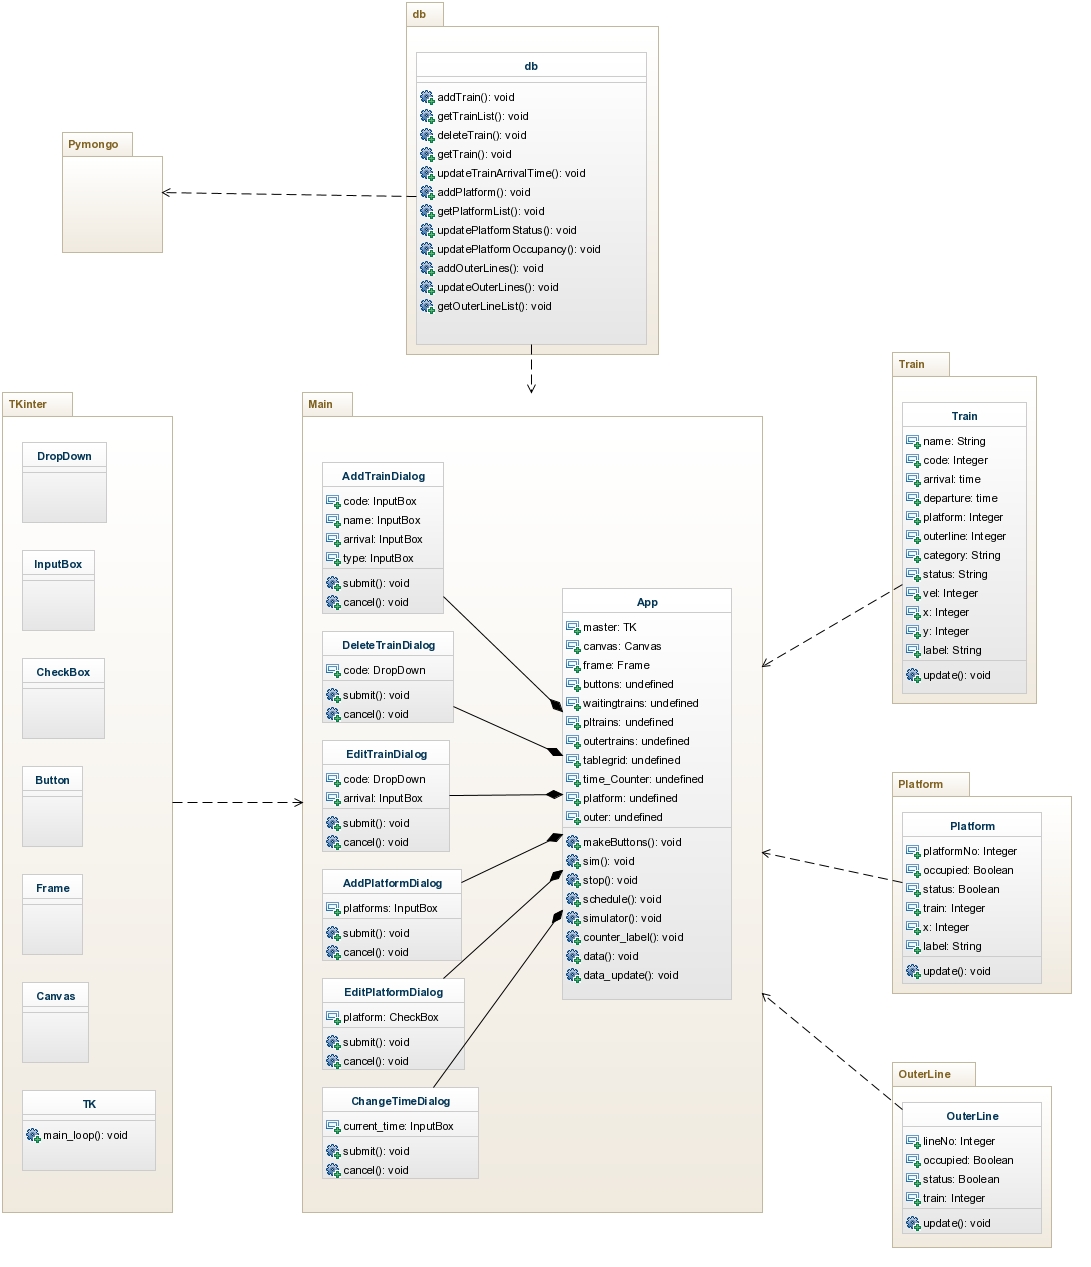 db
db
addTrain(): void
getTrainList(): void
deleteTrain(): void
getTrain(): void
updateTrainArrivalTime(): void
addPlatform(): void
getPlatformList(): void
updatePlatformStatus(): void
updatePlatformOccupancy(): void
addOuterLines(): void
updateOuterLines(): void
getOuterLineList(): void
Pymongo
TKinter
DropDown
InputBox
CheckBox
Button
Frame
Canvas
TK
main_loop(): void
Main
AddTrainDialog
code: InputBox
name: InputBox
arrival: InputBox
type: InputBox
submit(): void
cancel(): void
DeleteTrainDialog
code: DropDown
submit(): void
cancel(): void
EditTrainDialog
code: DropDown
arrival: InputBox
submit(): void
cancel(): void
AddPlatformDialog
platforms: InputBox
submit(): void
cancel(): void
EditPlatformDialog
platform: CheckBox
submit(): void
cancel(): void
ChangeTimeDialog
current_time: InputBox
submit(): void
cancel(): void
App
master: TK
canvas: Canvas
frame: Frame
buttons: undefined
waitingtrains: undefined
pltrains: undefined
outertrains: undefined
tablegrid: undefined
time_Counter: undefined
platform: undefined
outer: undefined
makeButtons(): void
sim(): void
stop(): void
schedule(): void
simulator(): void
counter_label(): void
data(): void
data_update(): void
Train
Train
name: String
code: Integer
arrival: time
departure: time
platform: Integer
outerline: Integer
category: String
status: String
vel: Integer
x: Integer
y: Integer
label: String
update(): void
Platform
Platform
platformNo: Integer
occupied: Boolean
status: Boolean
train: Integer
x: Integer
label: String
update(): void
OuterLine
OuterLine
lineNo: Integer
occupied: Boolean
status: Boolean
train: Integer
update(): void